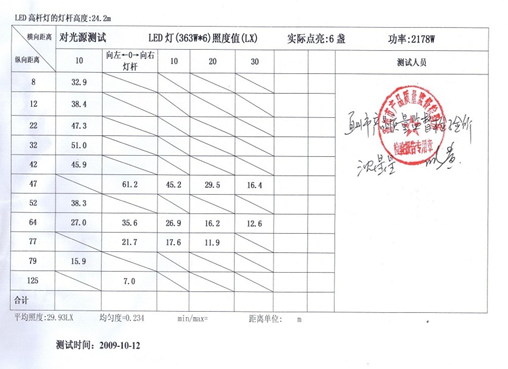 LED高杆灯的灯杆高度:24.2m
横向距离 对光源测试 LED灯(363W*6)照度值(LX) 实际点亮:6盏 功率:2178W
纵向距离 10 向左←0→向右 灯杆 10 20 30 测试人员
8 32.9
12 38.4
22 47.3
32 51.0
42 45.9
47 61.2 45.2 29.5 16.4
52 38.3
64 27.0 35.6 26.9 16.2 12.6
77 21.7 17.6 11.9
79 15.9
125 7.0
合计
平均照度:29.93LX 均匀度=0.234 min/max= 距离单位: m
测试时间:2009-10-12